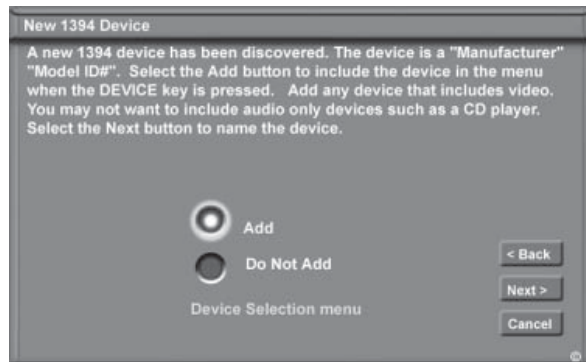 New 1394 Device
A new 1394 device has been discovered. The device is a "Manufacturer"
"Model ID#". Select the Add button to include the device in the menu
when the DEVICE key is pressed. Add any device that includes video.
You may not want to include audio only devices such as a CD player.
Select the Next button to name the device.
Add
Do Not Add
< Back
Next >
Device Selection menu
Cancel